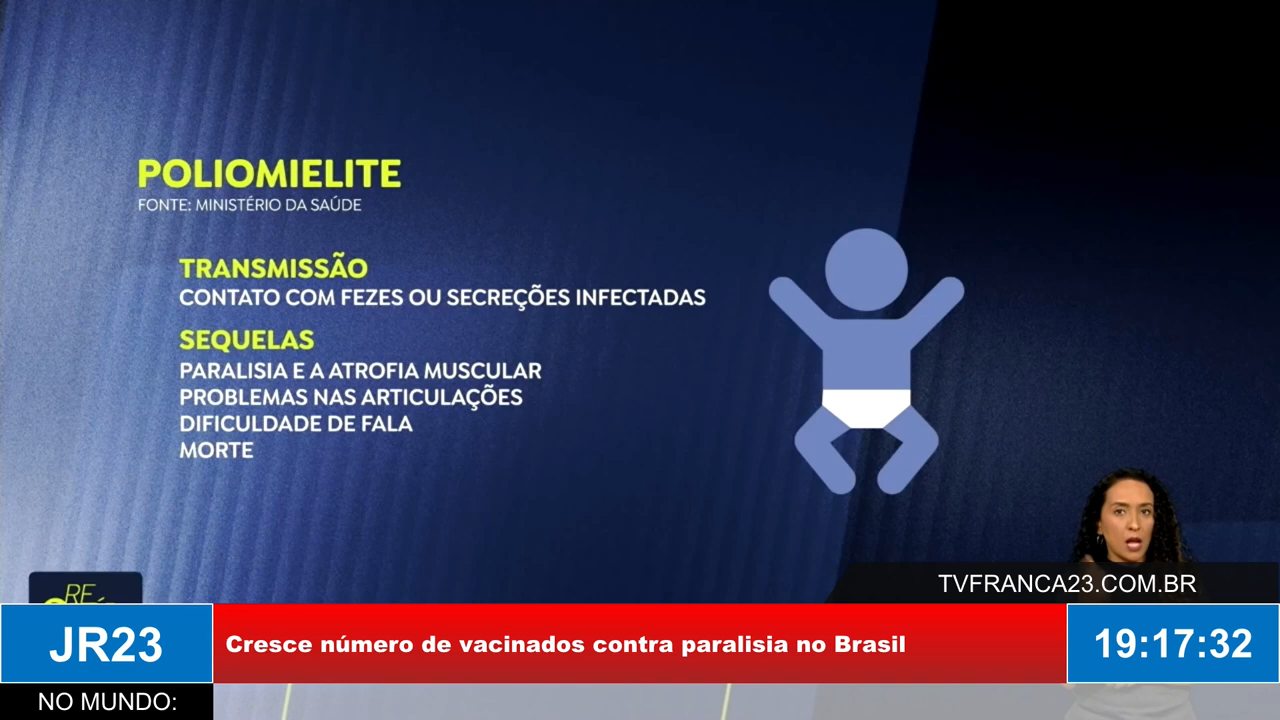 POLIOMIELITE
FONTE: MINISTÉRIO DA SAÚDE
TRANSMISSÃO
CONTATO COM FEZES OU SECREÇÕES INFECTADAS
SEQUELAS
PARALISIA E A ATROFIA MUSCULAR
PROBLEMAS NAS ARTICULAÇÕES
DIFICULDADE DE FALA
MORTE
RE
TVFRANCA23.COM.BR
JR23
Cresce número de vacinados contra paralisia no Brasil
19:17:32
NO MUNDO: